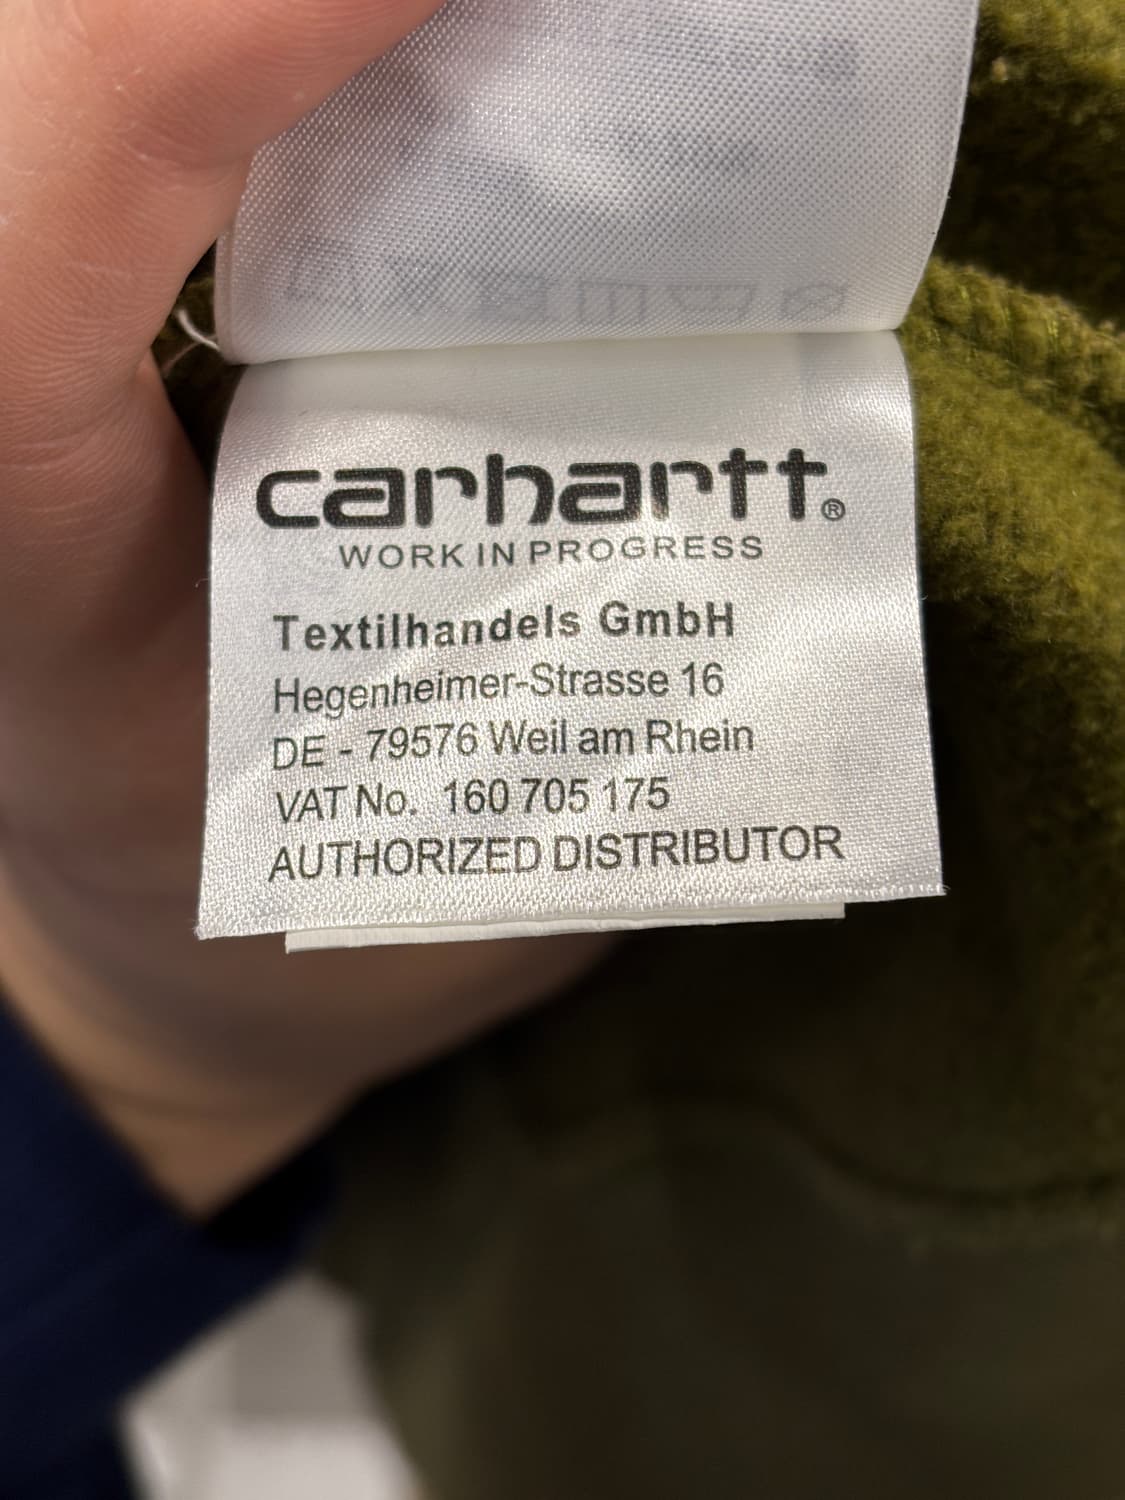 carhartt®
WORK IN PROGRESS
Textilhandels GmbH
Hegenheimer-Strasse 16
DE - 79576 Weil am Rhein
VAT No. 160 705 175
AUTHORIZED DISTRIBUTOR